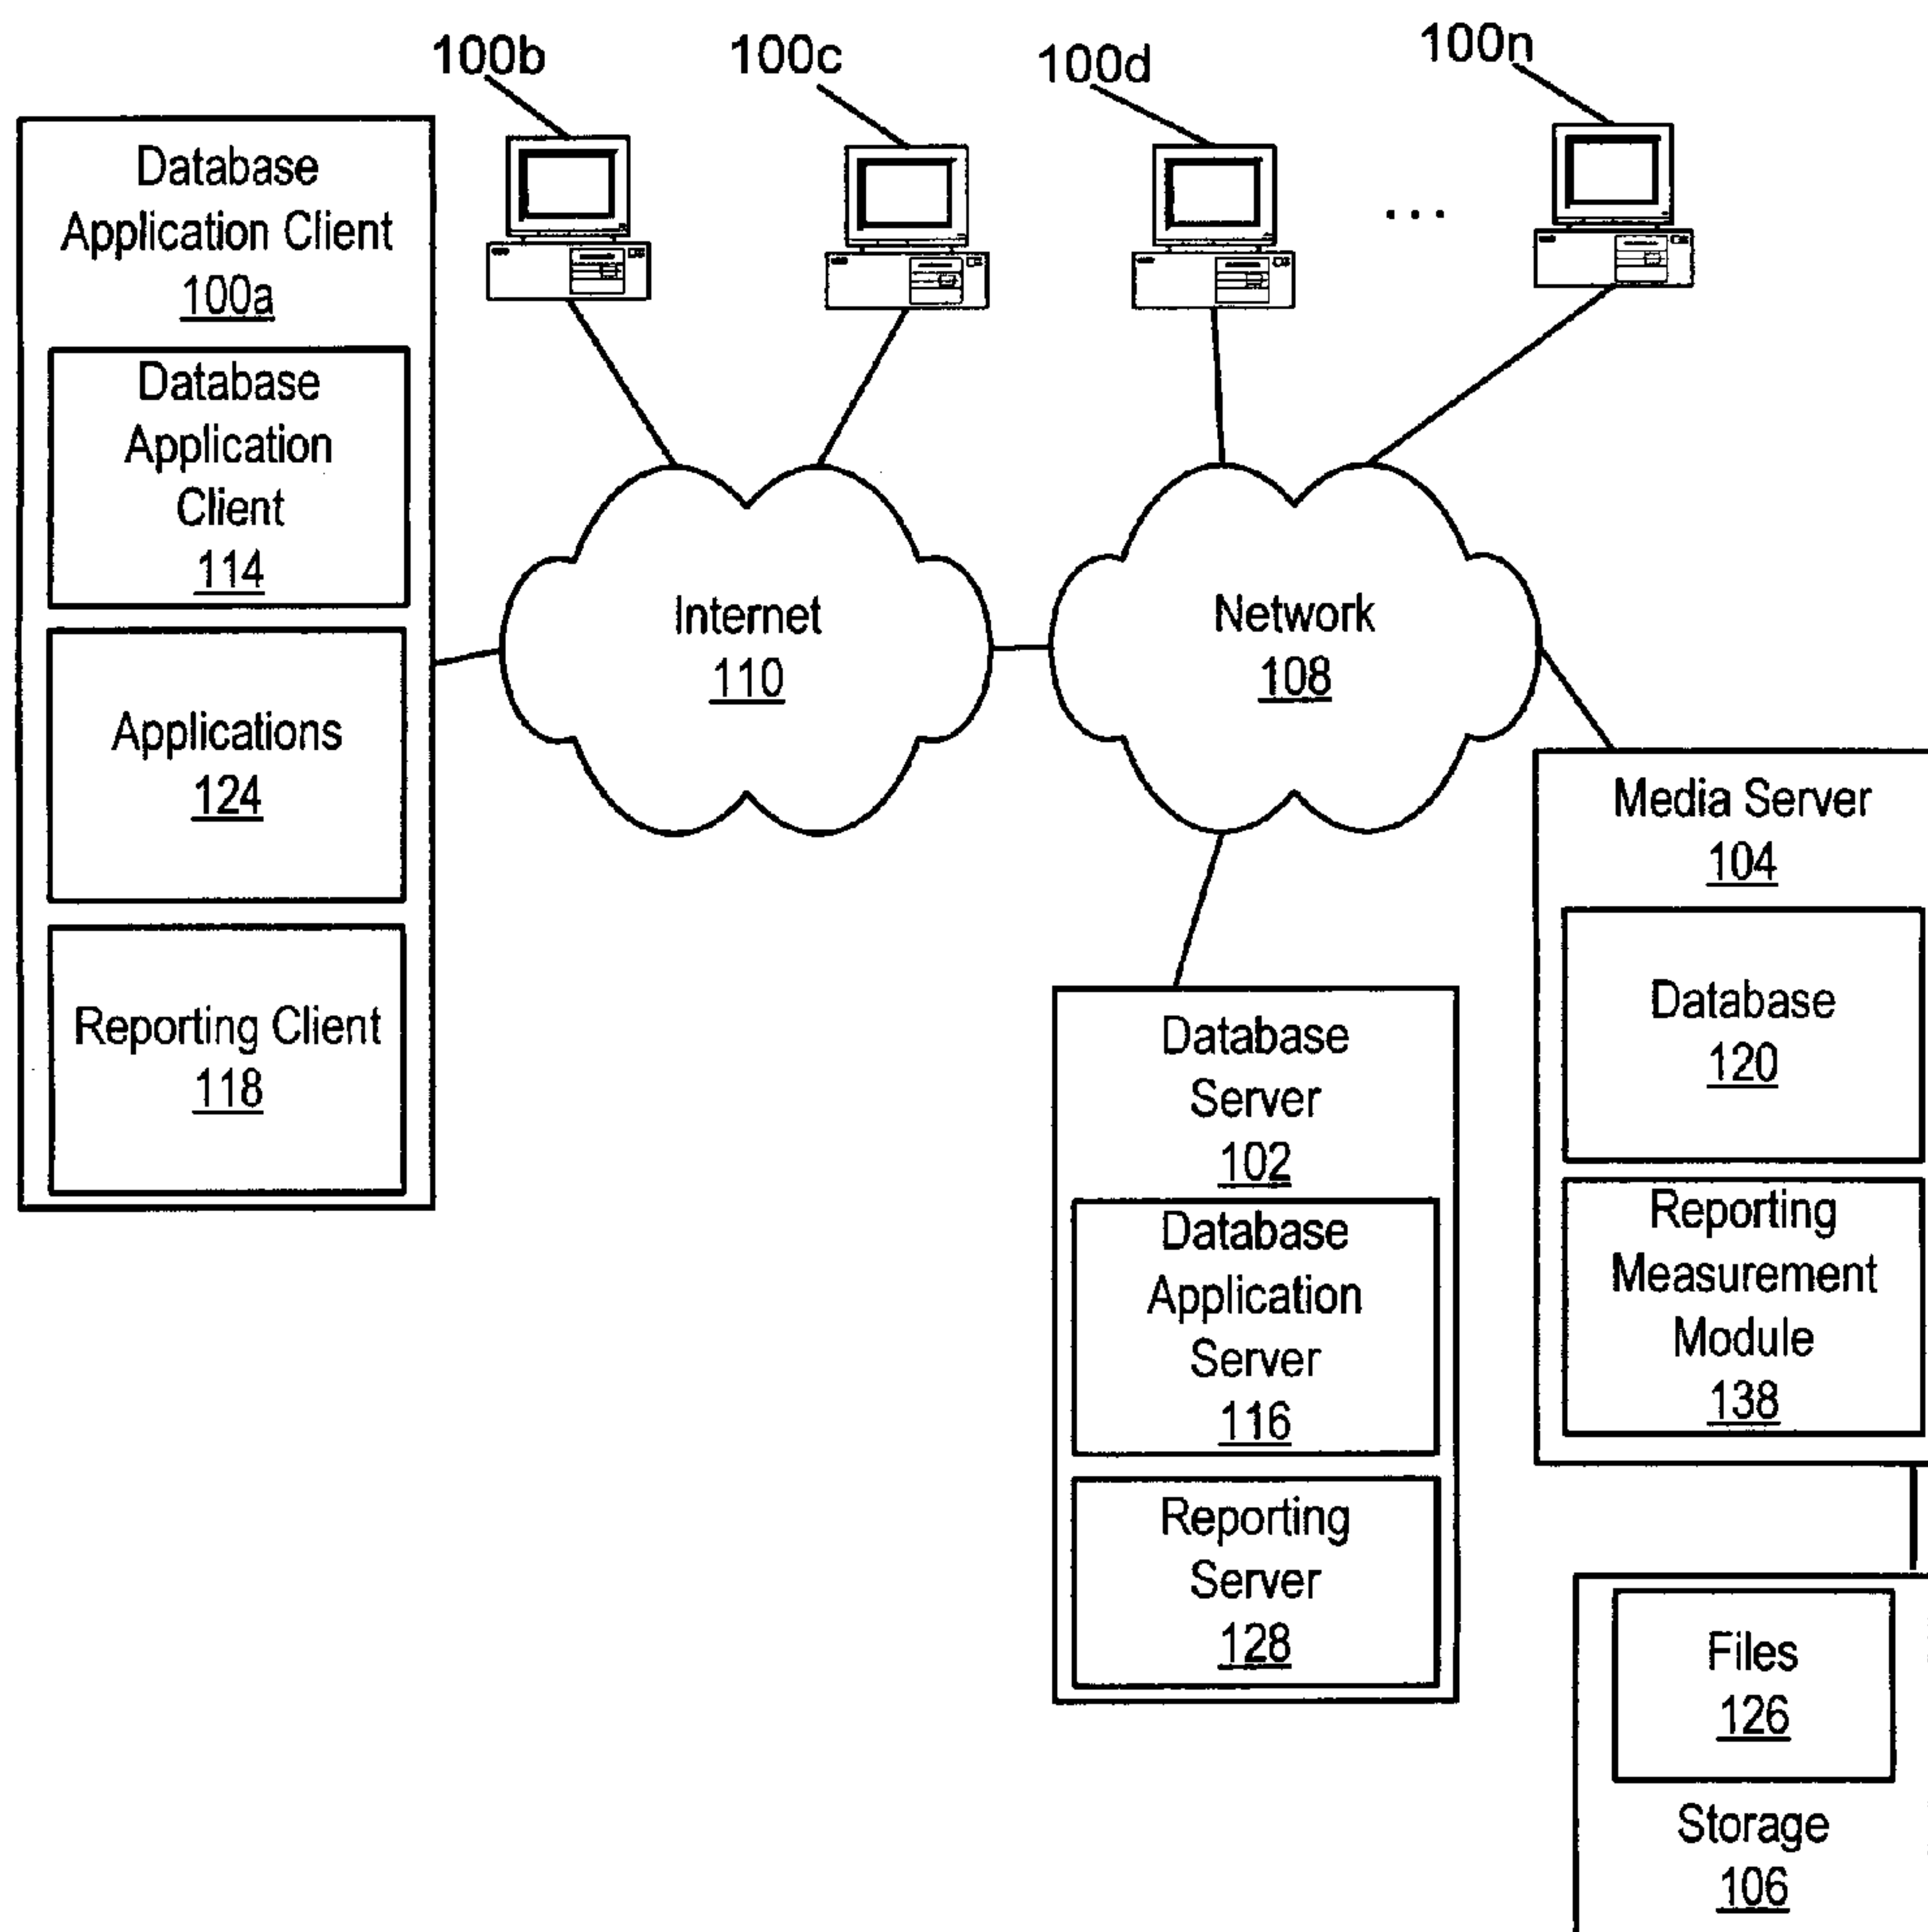 100b
100c
100d
100n
...
Database
Application Client
100a
Database
Application
Client
114
Applications
124
Reporting Client
118
Internet
110
Network
108
Media Server
104
Database
120
Reporting
Measurement
Module
138
Database
Server
102
Database
Application
Server
116
Reporting
Server
128
Files
126
Storage
106